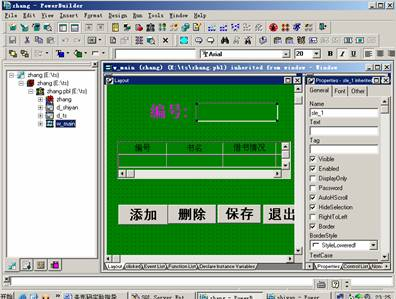 zhang - PowerBuilder
File Edit View Insert Format Design Run Tools Window Help
Arial 20 B I U
zhang (E:\ts)
zhang (E:\ts)
zhang.pbl (E:\ts)
zhang
d_shiyan
d_ts
w_main
w_main (zhang) (E:\ts\zhang.pbl) inherited from window - Window
Layout
编号:
编号 书名 借书情况
添加 删除 保存 退出
Event List Function List Declare Instance Variables
Properties - sle_1 inherited
General Font Other
Name
sle_1
Text
Tag
Visible
Enabled
DisplayOnly
Password
AutoHScroll
HideSelection
RightToLeft
Border
BorderStyle
StyleLowered!
TextCase
Properties Control List
开始
23:25